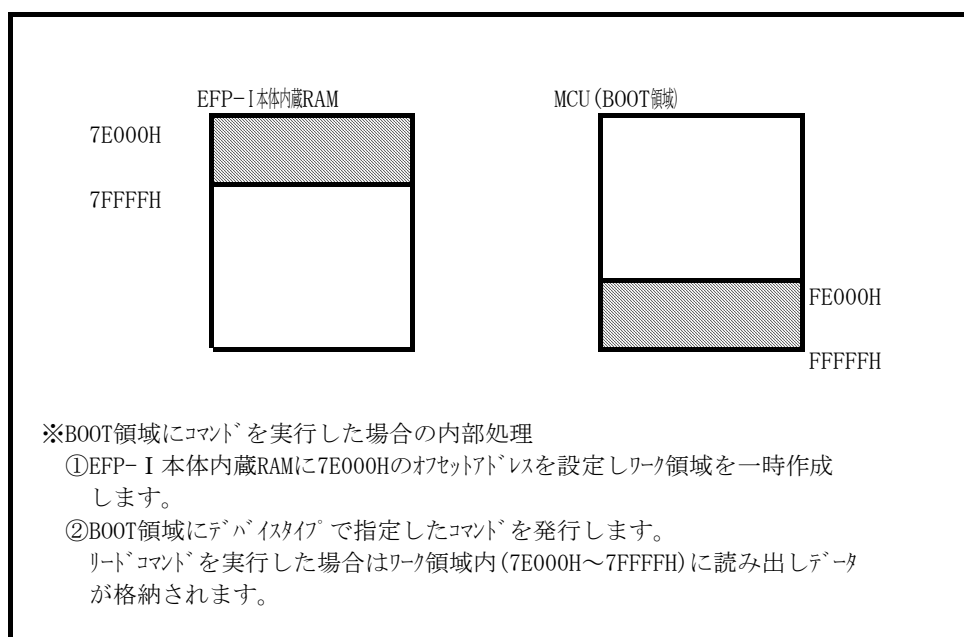 EFP-I本体内蔵RAM
MCU(BOOT領域)
7E000H
7FFFFH
FE000H
FFFFFH
※BOOT領域にｺﾏﾝﾄﾞを実行した場合の内部処理
①EFP-Ⅰ本体内蔵RAMに7E000Hのｵﾌｾｯﾄｱﾄﾞﾚｽを設定しﾜｰｸ領域を一時作成
します。
②BOOT領域にﾃﾞﾊﾞｲｽﾀｲﾌﾟで指定したｺﾏﾝﾄﾞを発行します。
ﾘｰﾄﾞｺﾏﾝﾄﾞを実行した場合はﾜｰｸ領域内(7E000H～7FFFFH)に読み出しﾃﾞｰﾀ
が格納されます。